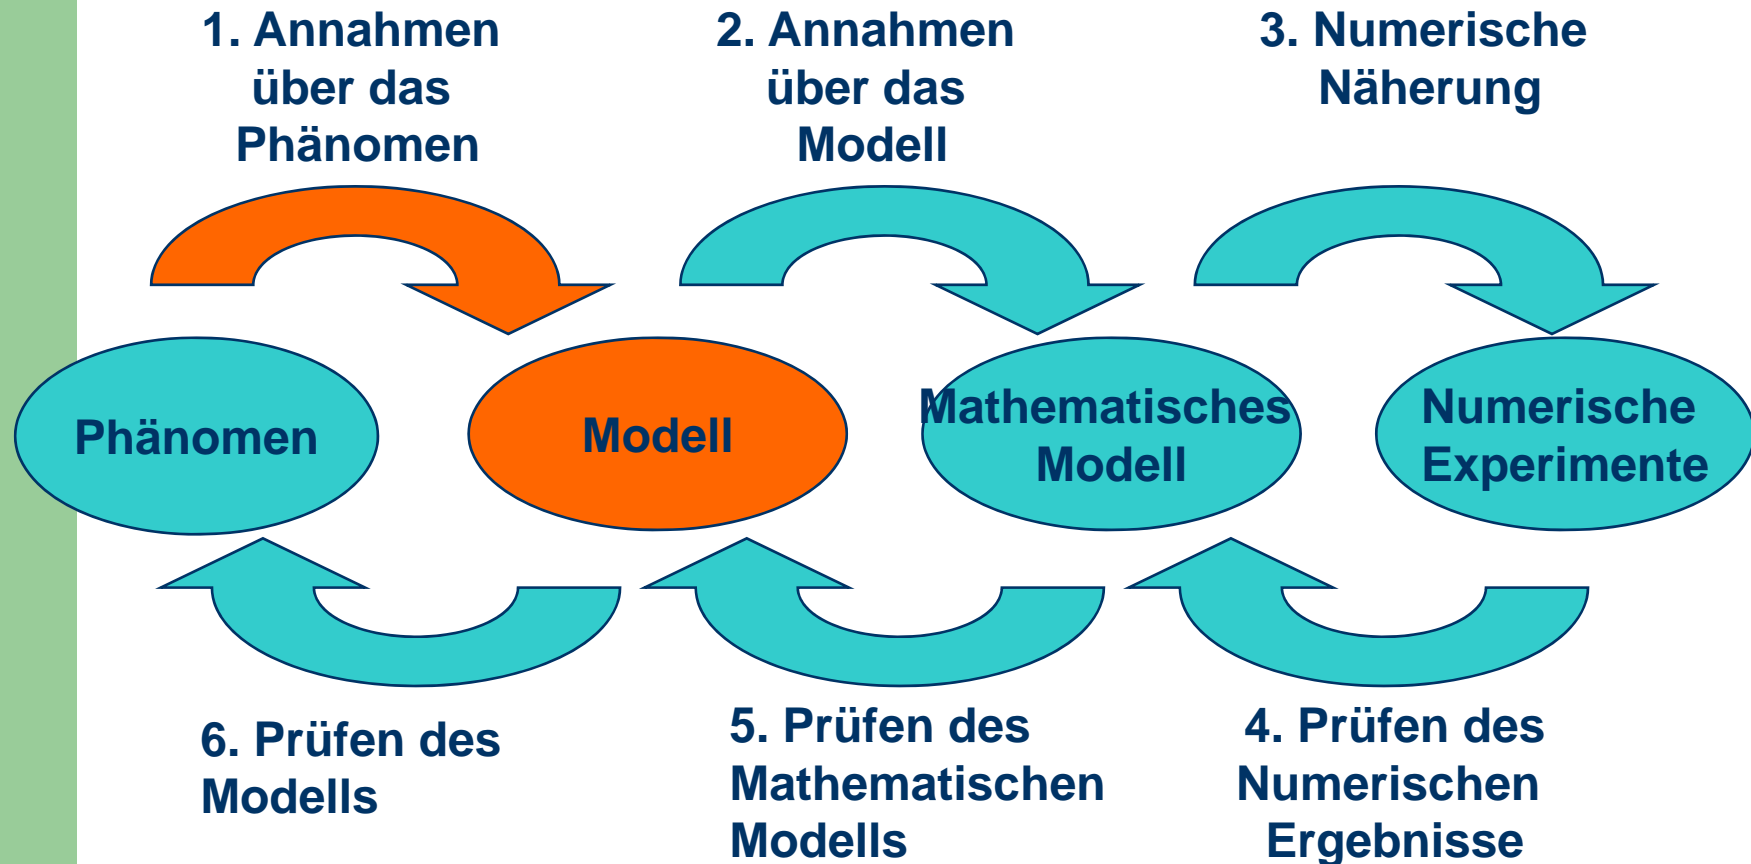 1. Annahmen
über das
Phänomen
2. Annahmen
über das
Modell
3. Numerische
Näherung
Phänomen
Modell
Mathematisches
Modell
Numerische
Experimente
6. Prüfen des
Modells
5. Prüfen des
Mathematischen
Modells
4. Prüfen des
Numerischen
Ergebnisse